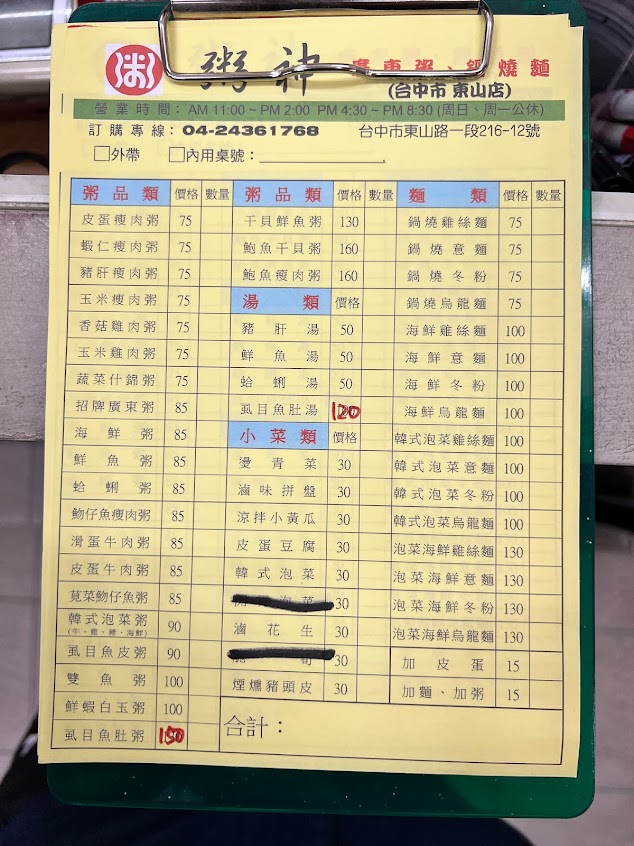 粥
粥神
廣東粥、鍋燒麵
(台中市 東山店)
營業時間：AM 11:00 ~ PM 2:00 PM 4:30 ~ PM 8:30 (周日、周一公休)
訂購專線：04-24361768 台中市東山路一段216-12號
□外帶 □內用桌號：
粥品類 價格 數量
皮蛋瘦肉粥 75
蝦仁瘦肉粥 75
豬肝瘦肉粥 75
玉米瘦肉粥 75
香菇雞肉粥 75
玉米雞肉粥 75
蔬菜什錦粥 75
招牌廣東粥 85
海鮮粥 85
鮮魚粥 85
蛤蜊粥 85
魩仔魚瘦肉粥 85
滑蛋牛肉粥 85
皮蛋牛肉粥 85
莧菜魩仔魚粥 85
韓式泡菜粥 90
(牛、雞、豬、海鮮)
虱目魚皮粥 90
雙魚粥 100
鮮蝦白玉粥 100
虱目魚肚粥 150
粥品類 價格 數量
干貝鮮魚粥 130
鮑魚干貝粥 160
鮑魚瘦肉粥 160
湯類 價格
豬肝湯 50
鮮魚湯 50
蛤蜊湯 50
虱目魚肚湯 120
小菜類 價格
燙青菜 30
滷味拼盤 30
涼拌小黃瓜 30
皮蛋豆腐 30
韓式泡菜 30
30
滷花生 30
30
煙燻豬頭皮 30
合計：
麵類 價格 數量
鍋燒雞絲麵 75
鍋燒意麵 75
鍋燒冬粉 75
鍋燒烏龍麵 75
海鮮雞絲麵 100
海鮮意麵 100
海鮮冬粉 100
海鮮烏龍麵 100
韓式泡菜雞絲麵 100
韓式泡菜意麵 100
韓式泡菜冬粉 100
韓式泡菜烏龍麵 100
泡菜海鮮雞絲麵 130
泡菜海鮮意麵 130
泡菜海鮮冬粉 130
泡菜海鮮烏龍麵 130
加皮蛋 15
加麵、加粥 15